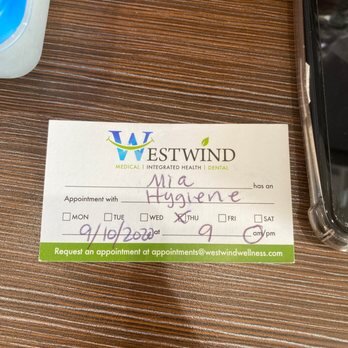 WESTWIND
MEDICAL | INTEGRATED HEALTH | DENTAL
Mia has an
Appointment with Hygiene
MON TUE WED THU FRI SAT
9/10/2020 at 9 am/pm
Request an appointment at appointments@westwindwellness.com